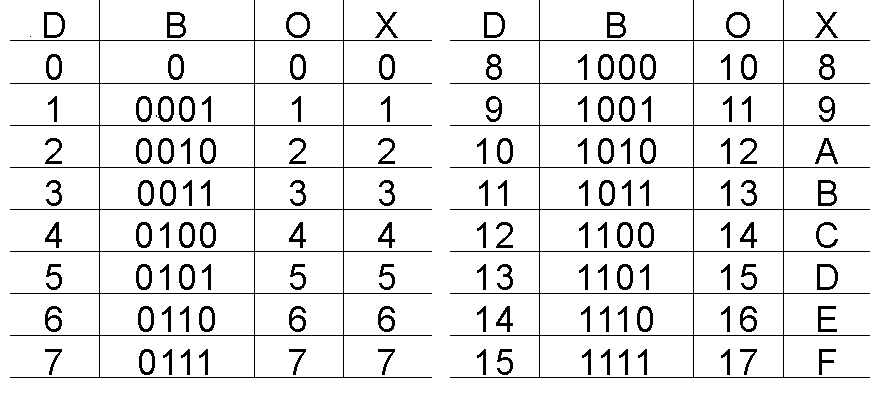 D B O X D B O X
0 0 0 0 8 1000 10 8
1 0001 1 1 9 1001 11 9
2 0010 2 2 10 1010 12 A
3 0011 3 3 11 1011 13 B
4 0100 4 4 12 1100 14 C
5 0101 5 5 13 1101 15 D
6 0110 6 6 14 1110 16 E
7 0111 7 7 15 1111 17 F